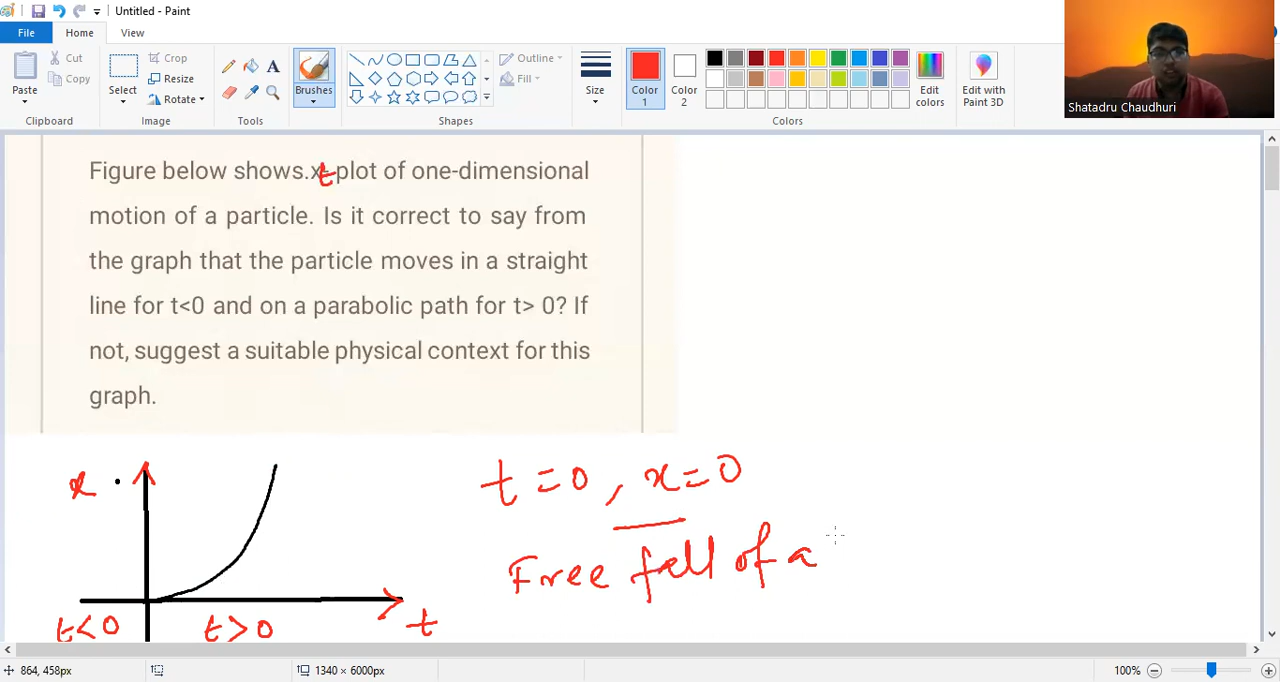 Untitled - Paint
File Home View
Paste
Cut
Copy
Clipboard
Select
Crop
Resize
Rotate
Image
Tools
Brushes
Shapes
Outline
Fill
Size
Color 1
Color 2
Colors
Edit colors
Edit with Paint 3D
Shatadru Chaudhuri
Figure below shows.x t plot of one-dimensional
motion of a particle. Is it correct to say from
the graph that the particle moves in a straight
line for t<0 and on a parabolic path for t> 0? If
not, suggest a suitable physical context for this
graph.
x
t = 0, x = 0
Free fall of a
t<0 t>0 t
864, 458px
1340 × 6000px
100%